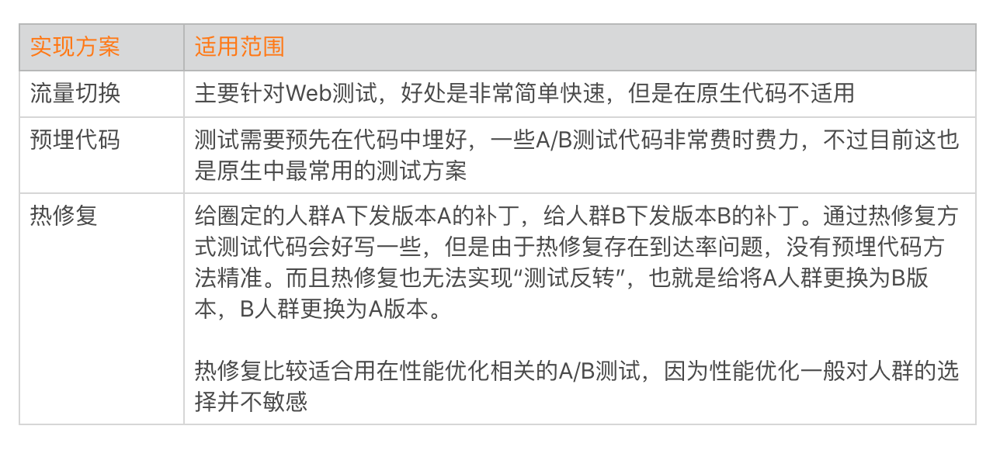 实现方案
适用范围
流量切换
主要针对Web测试，好处是非常简单快速，但是在原生代码不适用
预埋代码
测试需要预先在代码中埋好，一些A/B测试代码非常费时费力，不过目前这也
是原生中最常用的测试方案
热修复
给圈定的人群A下发版本A的补丁，给人群B下发版本B的补丁。通过热修复方
式测试代码会好写一些，但是由于热修复存在到达率问题，没有预埋代码方
法精准。而且热修复也无法实现“测试反转”，也就是给将A人群更换为B版
本，B人群更换为A版本。
热修复比较适合用在性能优化相关的A/B测试，因为性能优化一般对人群的选
择并不敏感